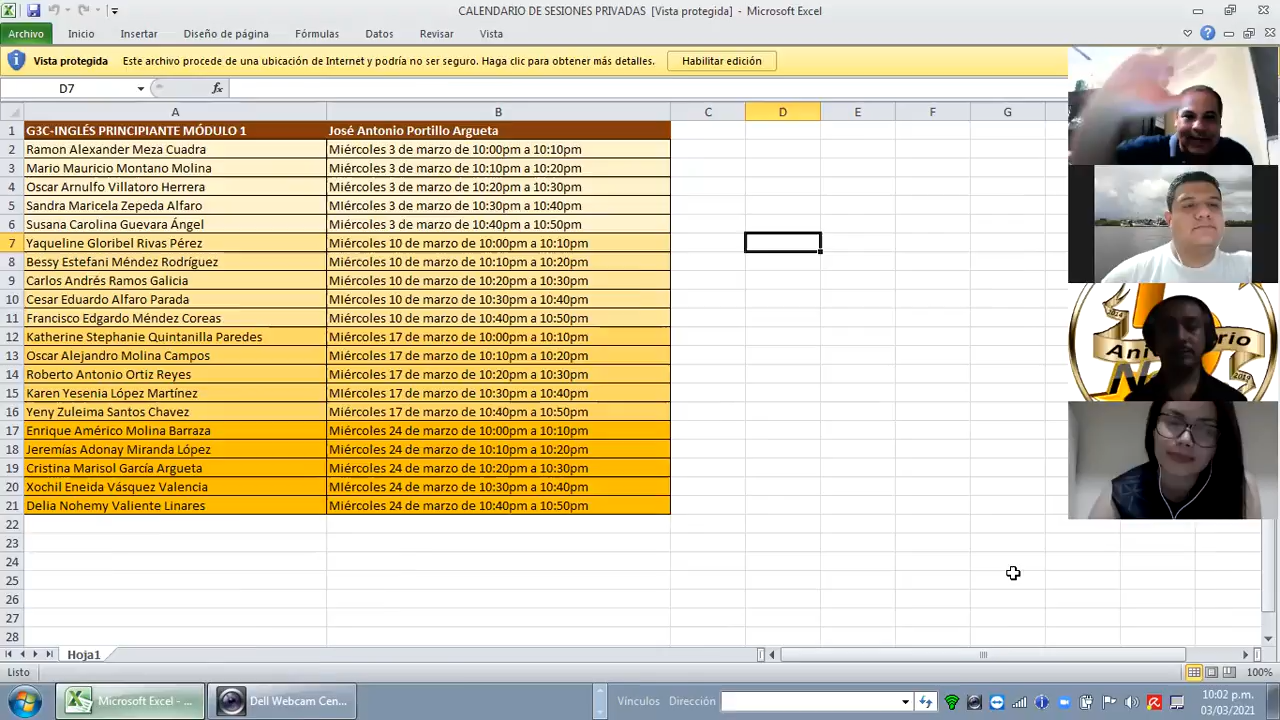 CALENDARIO DE SESIONES PRIVADAS [Vista protegida] - Microsoft Excel
Archivo Inicio Insertar Diseño de página Fórmulas Datos Revisar Vista
Vista protegida Este archivo procede de una ubicación de Internet y podría no ser seguro. Haga clic para obtener más detalles. Habilitar edición
D7 fx
A B C D E F G
1 G3C-INGLÉS PRINCIPIANTE MÓDULO 1 José Antonio Portillo Argueta
2 Ramon Alexander Meza Cuadra Miércoles 3 de marzo de 10:00pm a 10:10pm
3 Mario Mauricio Montano Molina Miércoles 3 de marzo de 10:10pm a 10:20pm
4 Oscar Arnulfo Villatoro Herrera Miércoles 3 de marzo de 10:20pm a 10:30pm
5 Sandra Maricela Zepeda Alfaro Miércoles 3 de marzo de 10:30pm a 10:40pm
6 Susana Carolina Guevara Ángel Miércoles 3 de marzo de 10:40pm a 10:50pm
7 Yaqueline Gloribel Rivas Pérez Miércoles 10 de marzo de 10:00pm a 10:10pm
8 Bessy Estefani Méndez Rodríguez Miércoles 10 de marzo de 10:10pm a 10:20pm
9 Carlos Andrés Ramos Galicia Miércoles 10 de marzo de 10:20pm a 10:30pm
10 Cesar Eduardo Alfaro Parada Miércoles 10 de marzo de 10:30pm a 10:40pm
11 Francisco Edgardo Méndez Coreas Miércoles 10 de marzo de 10:40pm a 10:50pm
12 Katherine Stephanie Quintanilla Paredes Miércoles 17 de marzo de 10:00pm a 10:10pm
13 Oscar Alejandro Molina Campos Miércoles 17 de marzo de 10:10pm a 10:20pm
14 Roberto Antonio Ortiz Reyes Miércoles 17 de marzo de 10:20pm a 10:30pm
15 Karen Yesenia López Martínez Miércoles 17 de marzo de 10:30pm a 10:40pm
16 Yeny Zuleima Santos Chavez Miércoles 17 de marzo de 10:40pm a 10:50pm
17 Enrique Américo Molina Barraza Miércoles 24 de marzo de 10:00pm a 10:10pm
18 Jeremías Adonay Miranda López Miércoles 24 de marzo de 10:10pm a 10:20pm
19 Cristina Marisol García Argueta Miércoles 24 de marzo de 10:20pm a 10:30pm
20 Xochil Eneida Vásquez Valencia Miércoles 24 de marzo de 10:30pm a 10:40pm
21 Delia Nohemy Valiente Linares Miércoles 24 de marzo de 10:40pm a 10:50pm
22
23
24
25
26
27
28
2014
2019
Hoja1
Listo 100%
Microsoft Excel - ... Dell Webcam Cen... Vínculos Dirección 10:02 p.m.
03/03/2021